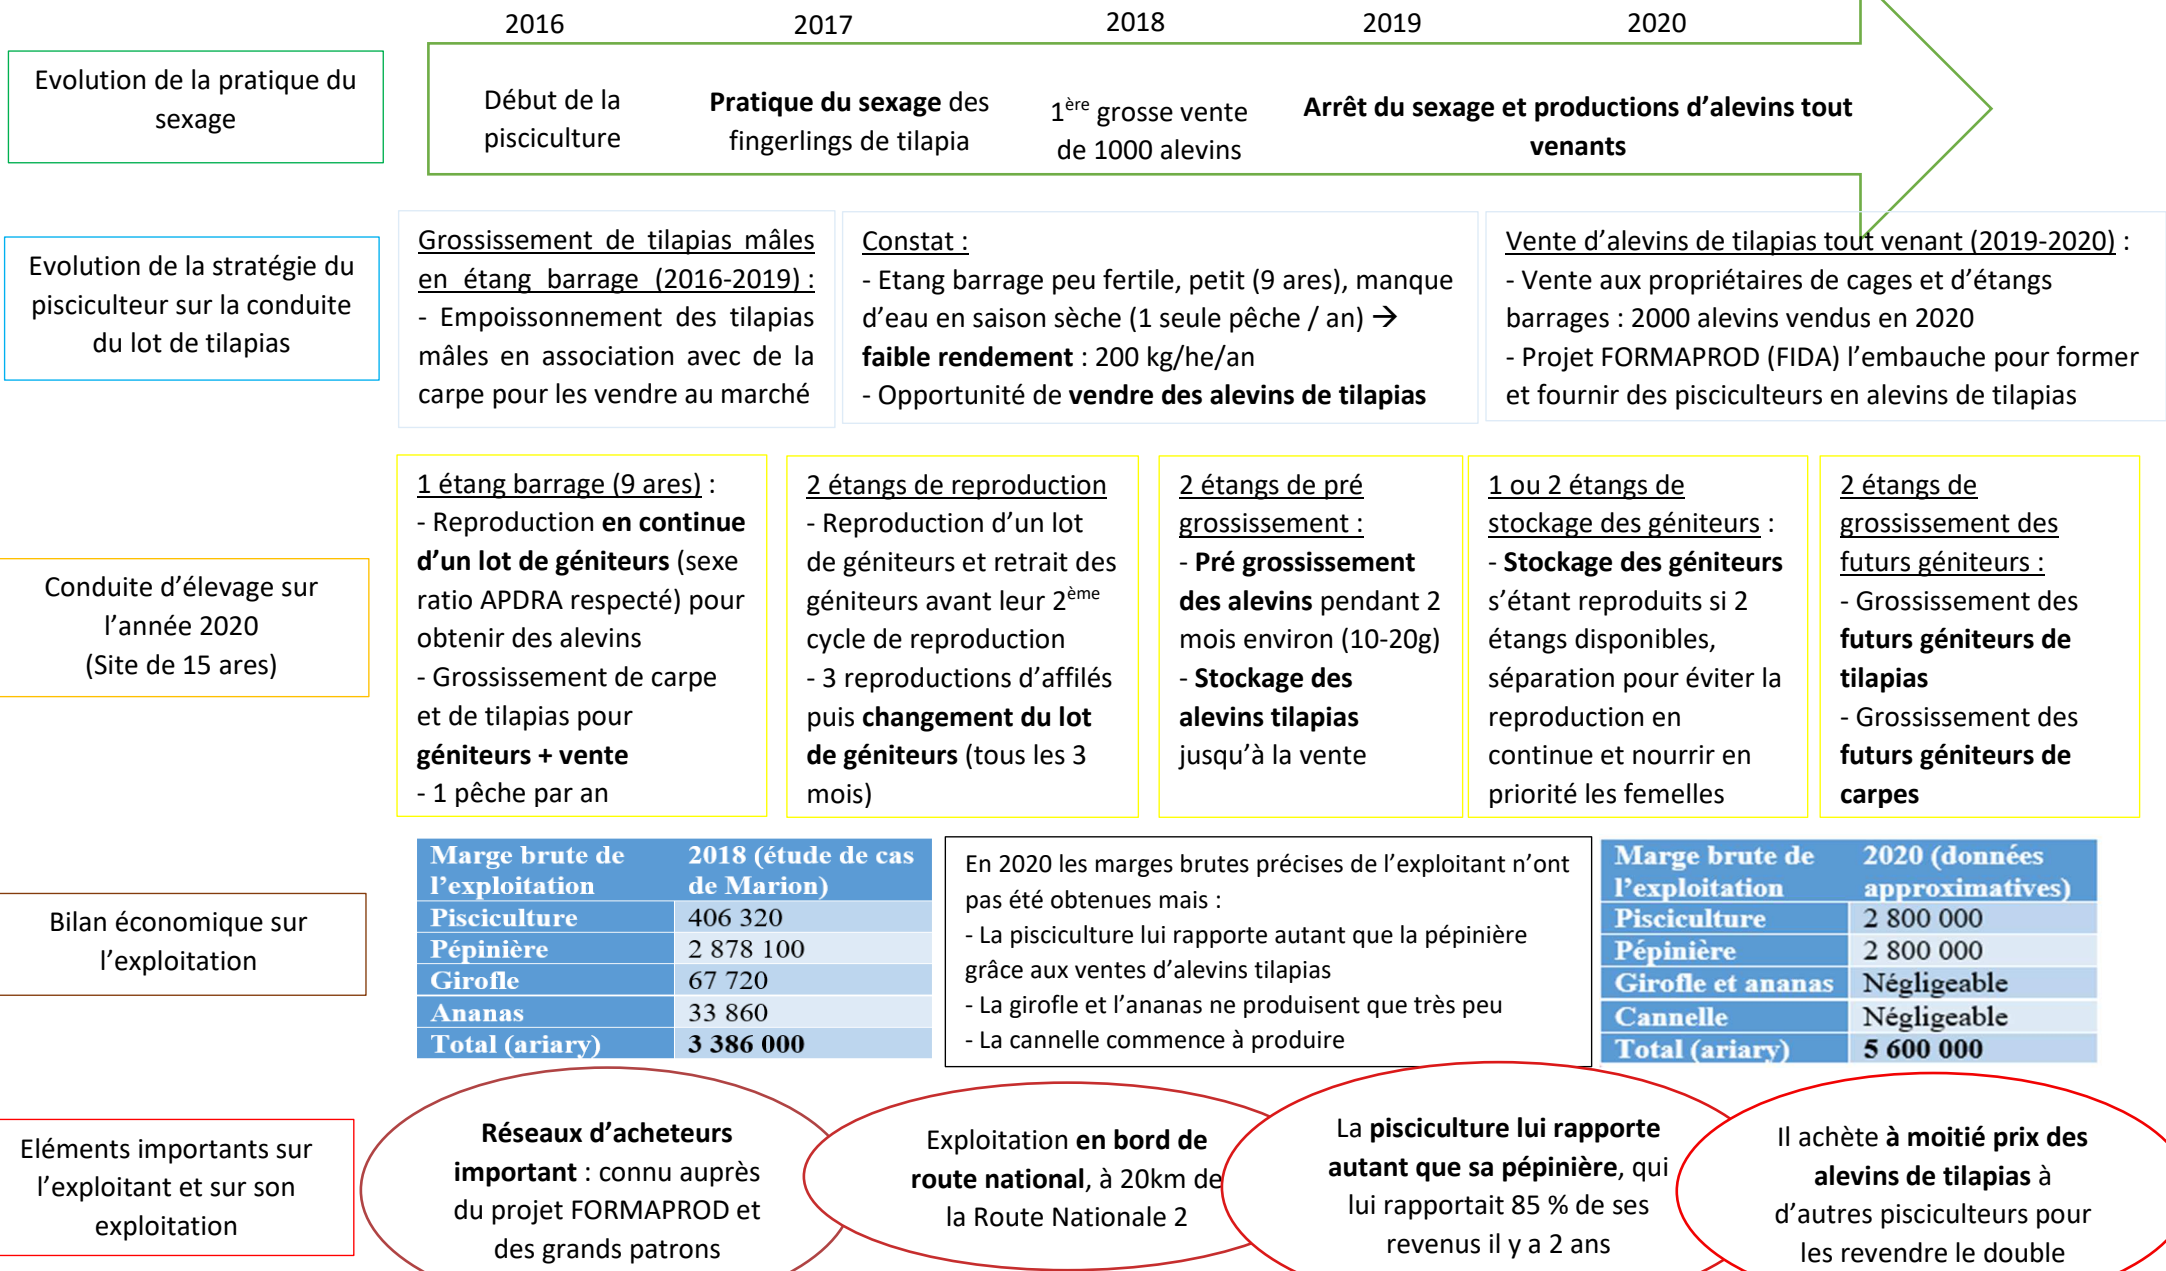 2016
2017
2018
2019
2020
Evolution de la pratique du
sexage
Début de la
pisciculture
Pratique du sexage des
fingerlings de tilapia
1ère grosse vente
de 1000 alevins
Arrêt du sexage et productions d’alevins tout
venants
Evolution de la stratégie du
pisciculteur sur la conduite
du lot de tilapias
Grossissement de tilapias mâles
en étang barrage (2016-2019) :
- Empoissonnement des tilapias
mâles en association avec de la
carpe pour les vendre au marché
Constat :
- Etang barrage peu fertile, petit (9 ares), manque
d’eau en saison sèche (1 seule pêche / an) →
faible rendement : 200 kg/he/an
- Opportunité de vendre des alevins de tilapias
Vente d’alevins de tilapias tout venant (2019-2020) :
- Vente aux propriétaires de cages et d’étangs
barrages : 2000 alevins vendus en 2020
- Projet FORMAPROD (FIDA) l’embauche pour former
et fournir des pisciculteurs en alevins de tilapias
Conduite d’élevage sur
l’année 2020
(Site de 15 ares)
1 étang barrage (9 ares) :
- Reproduction en continue
d’un lot de géniteurs (sexe
ratio APDRA respecté) pour
obtenir des alevins
- Grossissement de carpe
et de tilapias pour
géniteurs + vente
- 1 pêche par an
2 étangs de reproduction
- Reproduction d’un lot
de géniteurs et retrait des
géniteurs avant leur 2ème
cycle de reproduction
- 3 reproductions d’affilés
puis changement du lot
de géniteurs (tous les 3
mois)
2 étangs de pré
grossissement :
- Pré grossissement
des alevins pendant 2
mois environ (10-20g)
- Stockage des
alevins tilapias
jusqu’à la vente
1 ou 2 étangs de
stockage des géniteurs :
- Stockage des géniteurs
s’étant reproduits si 2
étangs disponibles,
séparation pour éviter la
reproduction en
continue et nourrir en
priorité les femelles
2 étangs de
grossissement des
futurs géniteurs :
- Grossissement des
futurs géniteurs de
tilapias
- Grossissement des
futurs géniteurs de
carpes
Bilan économique sur
l’exploitation
Marge brute de
l’exploitation
2018 (étude de cas
de Marion)
Pisciculture 406 320
Pépinière 2 878 100
Girofle 67 720
Ananas 33 860
Total (ariary) 3 386 000
En 2020 les marges brutes précises de l’exploitant n’ont
pas été obtenues mais :
- La pisciculture lui rapporte autant que la pépinière
grâce aux ventes d’alevins tilapias
- La girofle et l’ananas ne produisent que très peu
- La cannelle commence à produire
Marge brute de
l’exploitation
2020 (données
approximatives)
Pisciculture 2 800 000
Pépinière 2 800 000
Girofle et ananas Négligeable
Cannelle Négligeable
Total (ariary) 5 600 000
Eléments importants sur
l’exploitant et sur son
exploitation
Réseaux d’acheteurs
important : connu auprès
du projet FORMAPROD et
des grands patrons
Exploitation en bord de
route national, à 20km de
la Route Nationale 2
La pisciculture lui rapporte
autant que sa pépinière, qui
lui rapportait 85 % de ses
revenus il y a 2 ans
Il achète à moitié prix des
alevins de tilapias à
d’autres pisciculteurs pour
les revendre le double